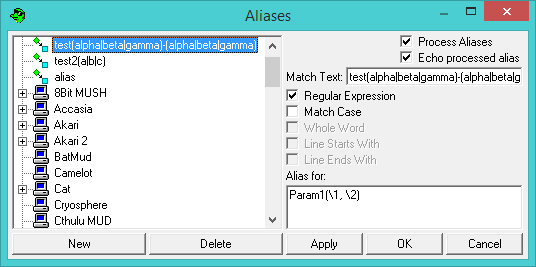 Aliases
test(alpha|beta|gamma)-(alpha|beta|gamma)
test2(a|b|c)
alias
8Bit MUSH
Accasia
Akari
Akari 2
BatMud
Camelot
Cat
Cryosphere
Cthulu MUD
Process Aliases
Echo processed alias
Match Text: test(alpha|beta|gamma)-(alpha|beta|g
Regular Expression
Match Case
Whole Word
Line Starts With
Line Ends With
Alias for:
Param1(\1, \2)
New
Delete
Apply
OK
Cancel